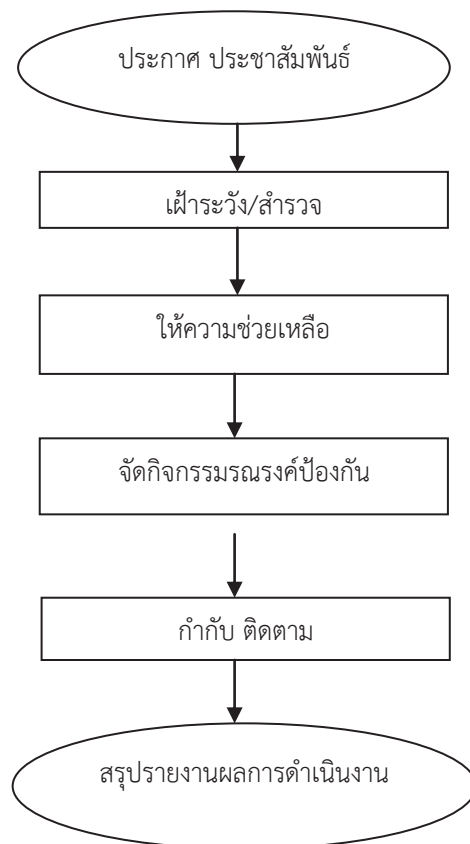 ประกาศ ประชาสัมพันธ์
เฝ้าระวัง/สำรวจ
ให้ความช่วยเหลือ
จัดกิจกรรมรณรงค์ป้องกัน
กำกับ ติดตาม
สรุปรายงานผลการดำเนินงาน